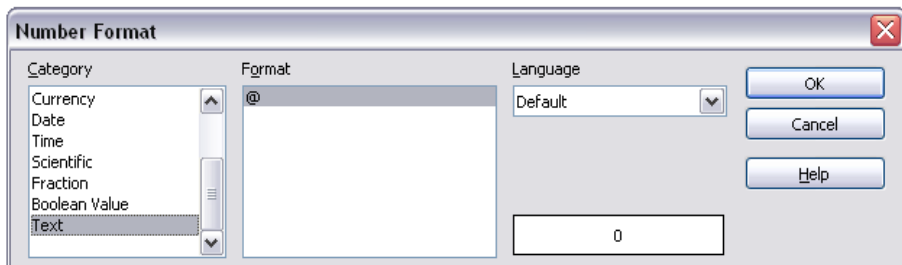 Number Format
Category
Format
Language
Currency
Date
Time
Scientific
Fraction
Boolean Value
Text
@
Default
0
OK
Cancel
Help